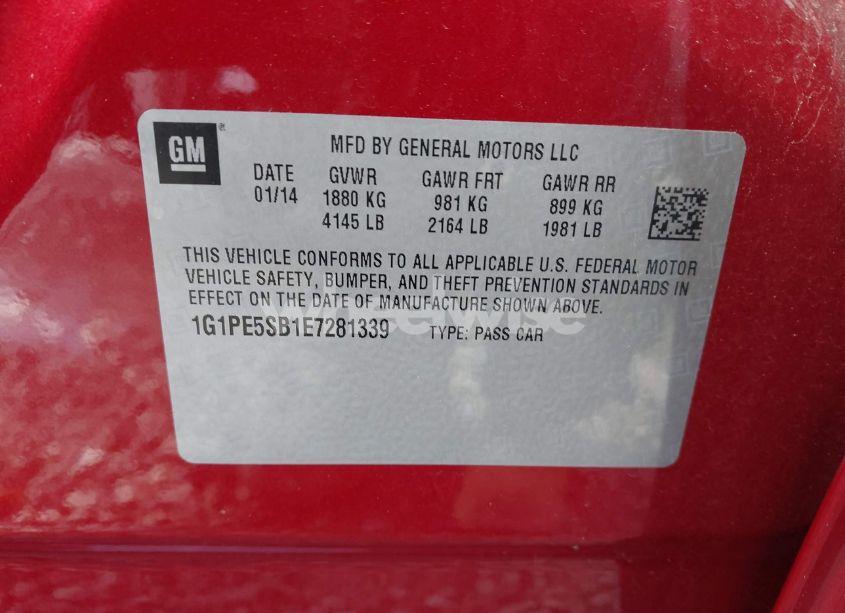 GM
MFD BY GENERAL MOTORS LLC
DATE GVWR GAWR FRT GAWR RR
01/14 1880 KG 981 KG 899 KG
4145 LB 2164 LB 1981 LB
THIS VEHICLE CONFORMS TO ALL APPLICABLE U.S. FEDERAL MOTOR
VEHICLE SAFETY, BUMPER, AND THEFT PREVENTION STANDARDS IN
EFFECT ON THE DATE OF MANUFACTURE SHOWN ABOVE.
1G1PE5SB1E7281339 TYPE: PASS CAR